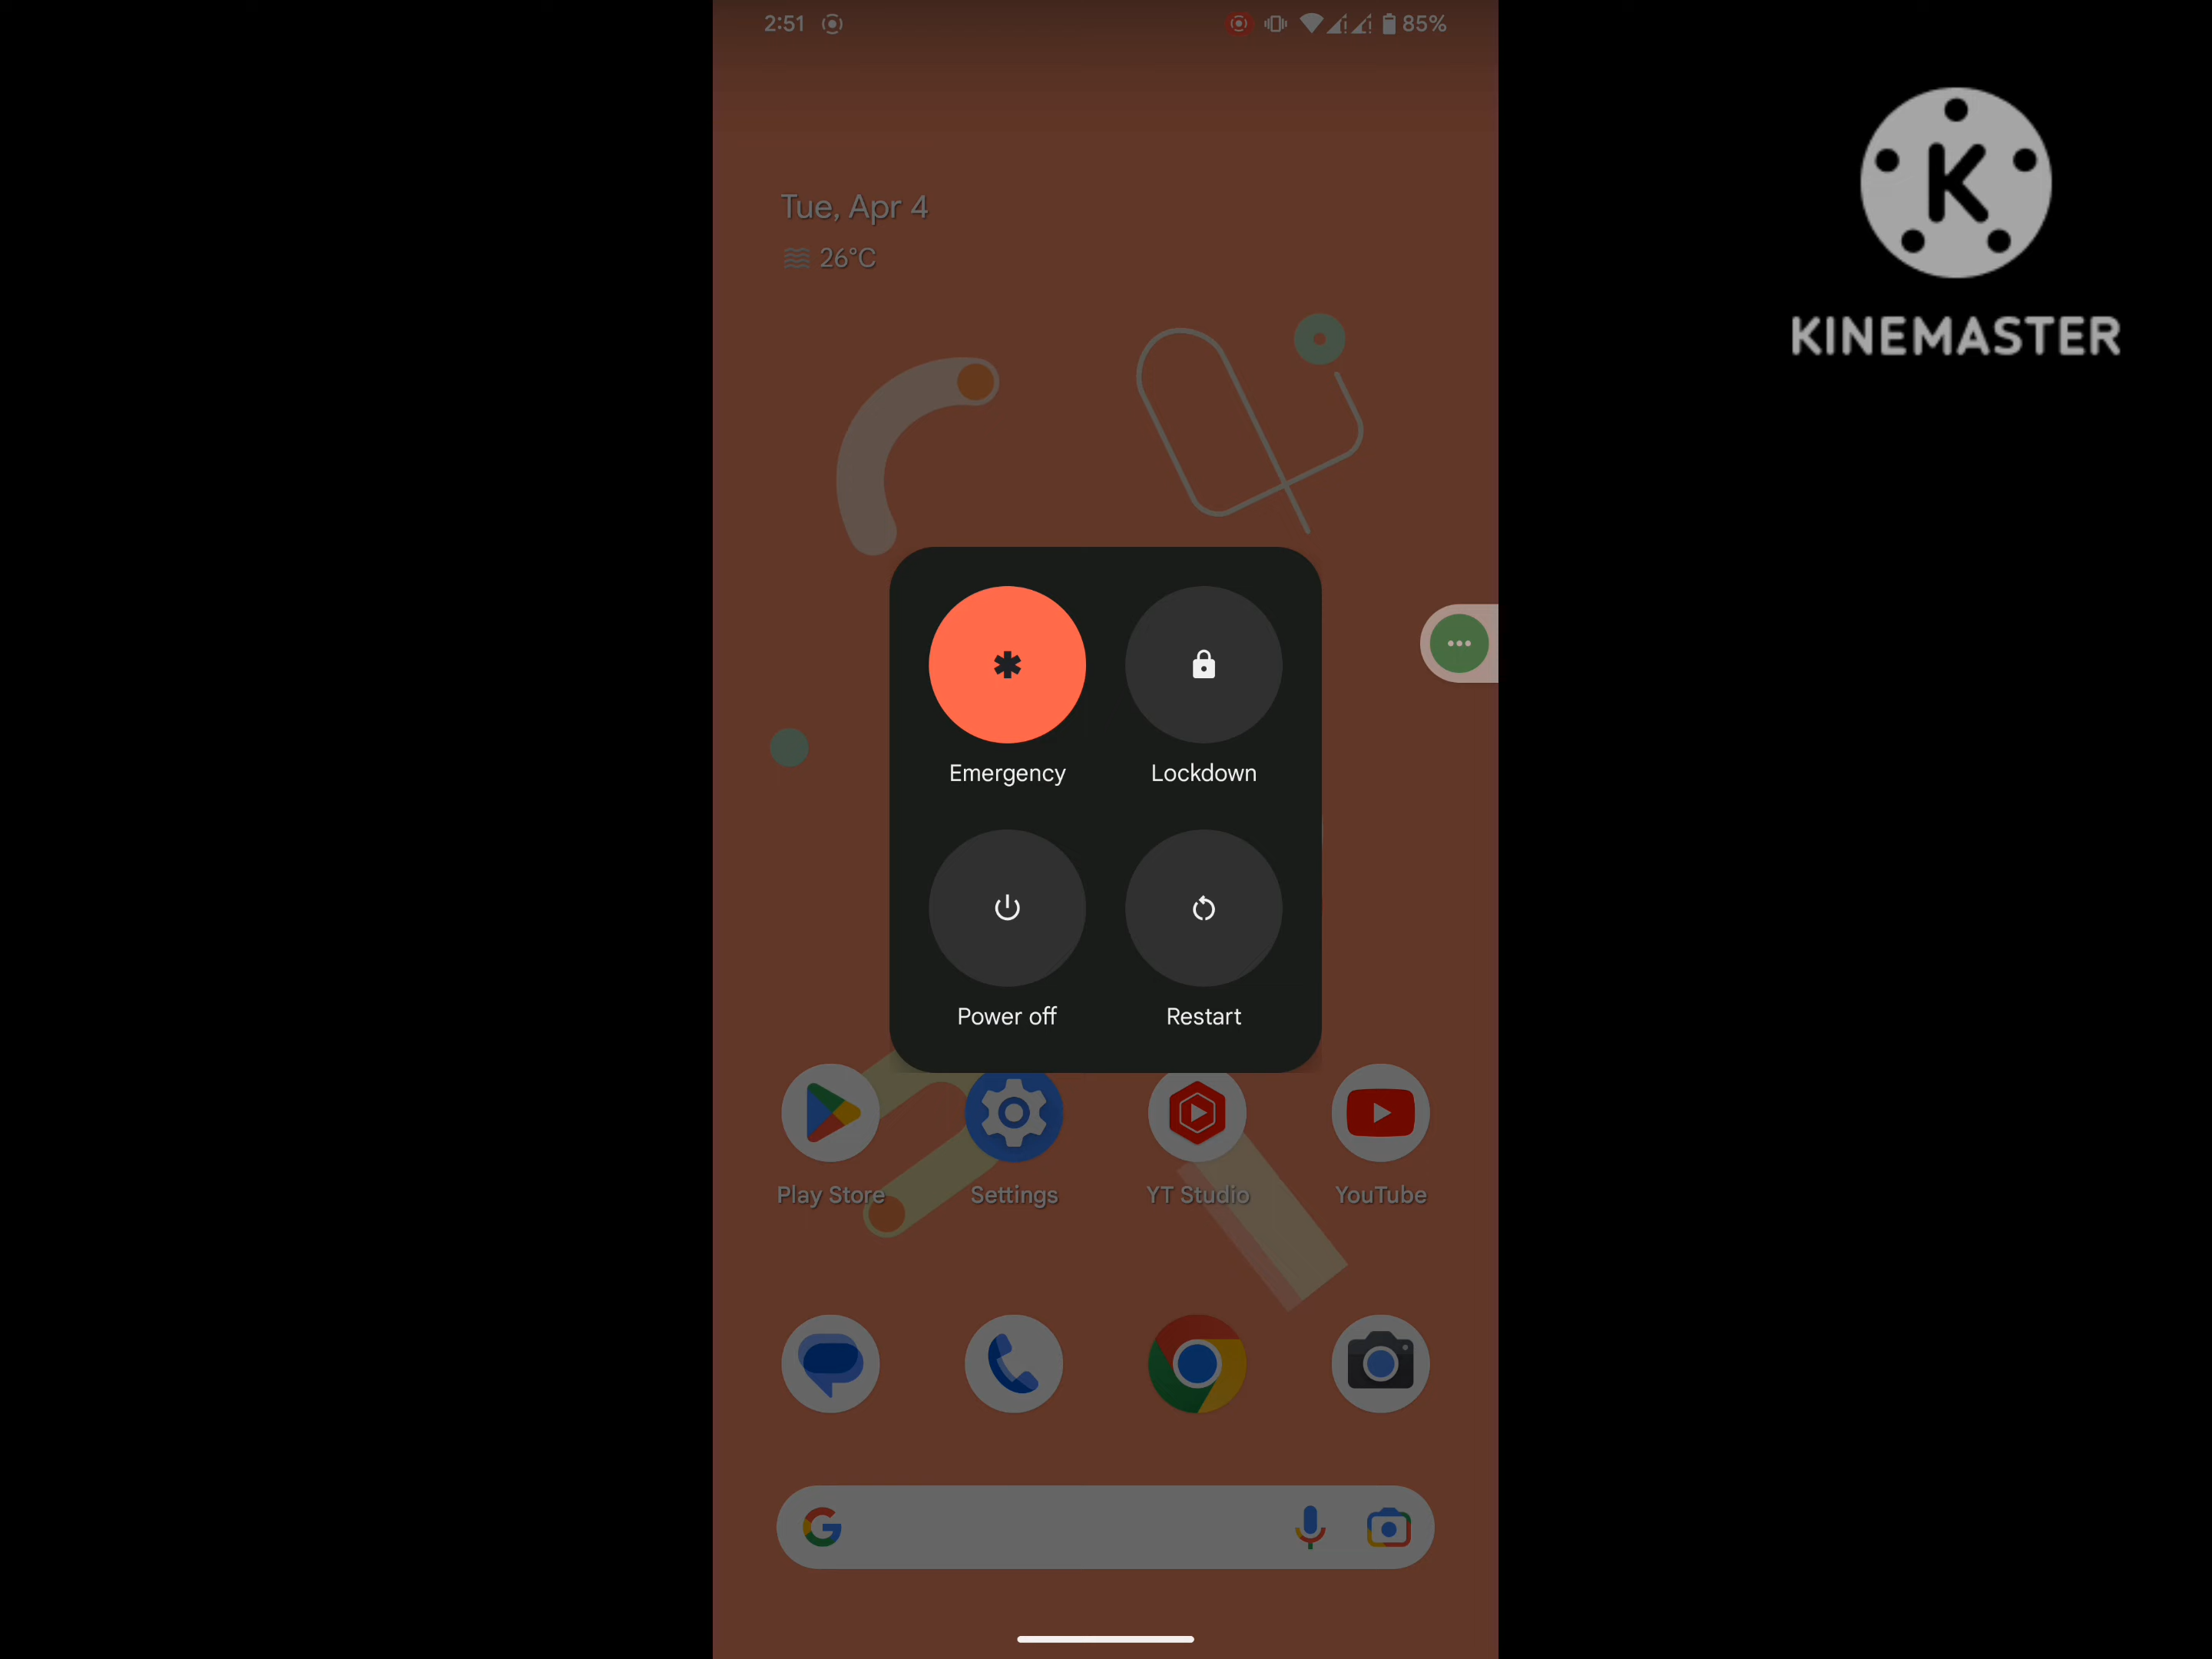 2:51
85%
KINEMASTER
Tue, Apr 4
26°C
Emergency
Lockdown
Power off
Restart
Play Store
Settings
YT Studio
YouTube